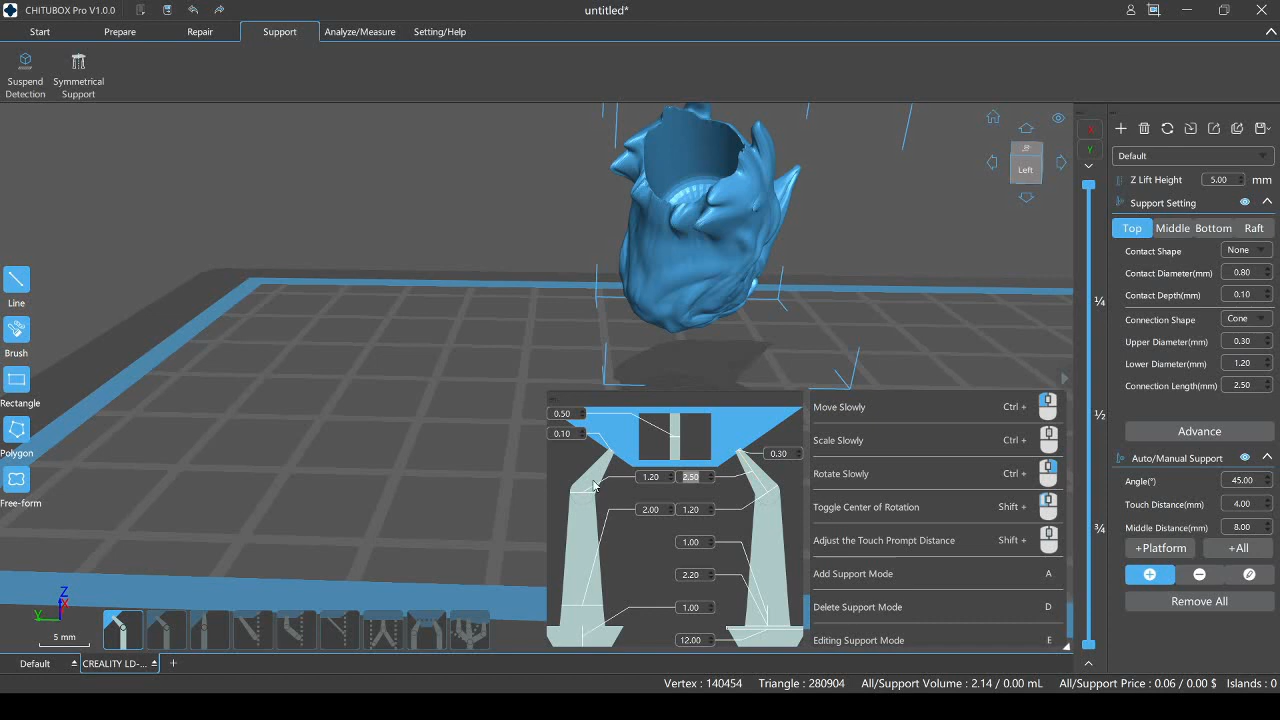 CHITUBOX Pro V1.0.0
untitled*
Start Prepare Repair Support Analyze/Measure Setting/Help
Suspend Detection
Symmetrical Support
Left
X
Y
Line
Brush
Rectangle
Polygon
Free-form
¼
½
¾
0.50
0.10
0.30
1.20 2.50
2.00 1.20
1.00
2.20
1.00
12.00
Move Slowly Ctrl +
Scale Slowly Ctrl +
Rotate Slowly Ctrl +
Toggle Center of Rotation Shift +
Adjust the Touch Prompt Distance Shift +
Add Support Mode A
Delete Support Mode D
Editing Support Mode E
Default
Z Lift Height 5.00 mm
Support Setting
Top Middle Bottom Raft
Contact Shape None
Contact Diameter(mm) 0.80
Contact Depth(mm) 0.10
Connection Shape Cone
Upper Diameter(mm) 0.30
Lower Diameter(mm) 1.20
Connection Length(mm) 2.50
Advance
Auto/Manual Support
Angle(°) 45.00
Touch Distance(mm) 4.00
Middle Distance(mm) 8.00
+Platform +All
Remove All
Z
X
Y
5 mm
Default CREALITY LD-...
Vertex : 140454 Triangle : 280904 All/Support Volume : 2.14 / 0.00 mL All/Support Price : 0.06 / 0.00 $ Islands : 0